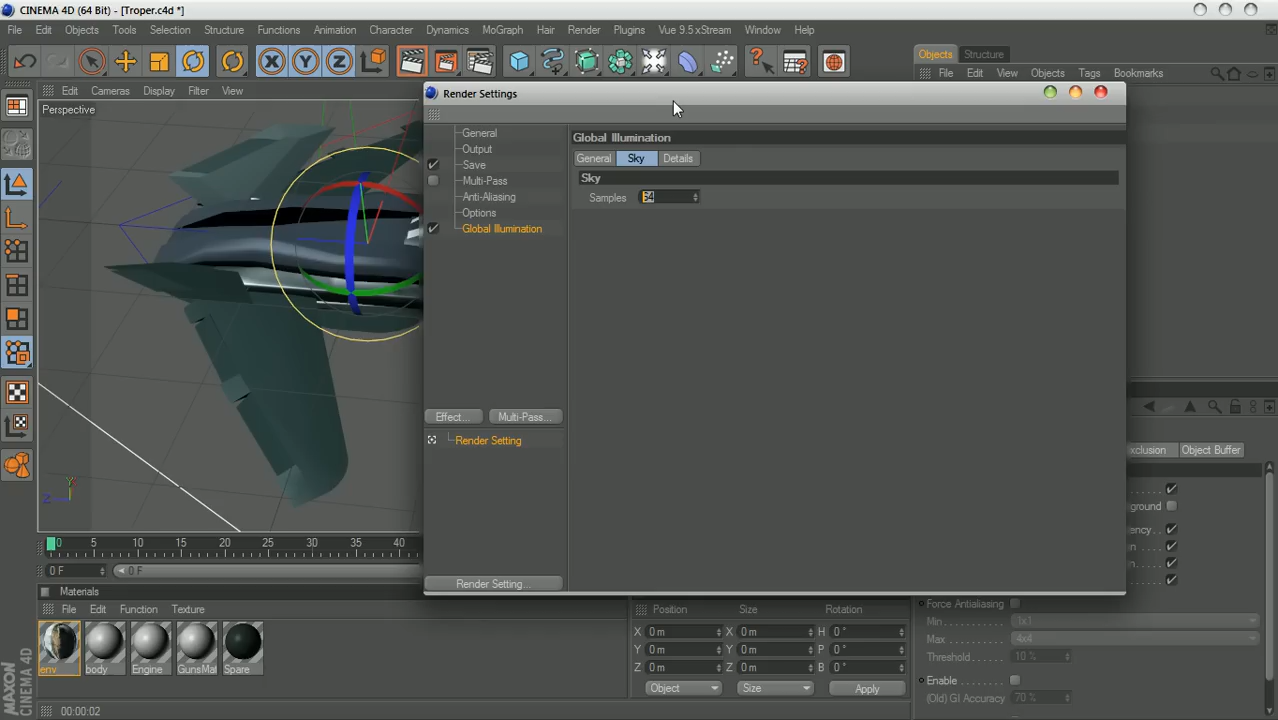 CINEMA 4D (64 Bit) - [Troper.c4d *]
File Edit Objects Tools Selection Structure Functions Animation Character Dynamics MoGraph Hair Render Plugins Vue 9.5 xStream Window Help
Objects Structure
File Edit View Objects Tags Bookmarks
Edit Cameras Display Filter View
Perspective
Render Settings
General
Output
Save
Multi-Pass
Anti-Aliasing
Options
Global Illumination
Effect... Multi-Pass...
Render Setting
Render Setting...
Global Illumination
General Sky Details
Sky
Samples
X Y Z
Y
Z
0 5 10 15 20 25 30 35 40
0 F 0 F
Materials
File Edit Function Texture
env body Engine GunsMat Spare
Position Size Rotation
X 0 m X 0 m H 0 °
Y 0 m Y 0 m P 0 °
Z 0 m Z 0 m B 0 °
Object Size Apply
Object Buffer
Force Antialiasing
Min 1x1
Max 4x4
Threshold 10 %
Enable
(Old) GI Accuracy 70 %
MAXON
CINEMA 4D
00:00:02